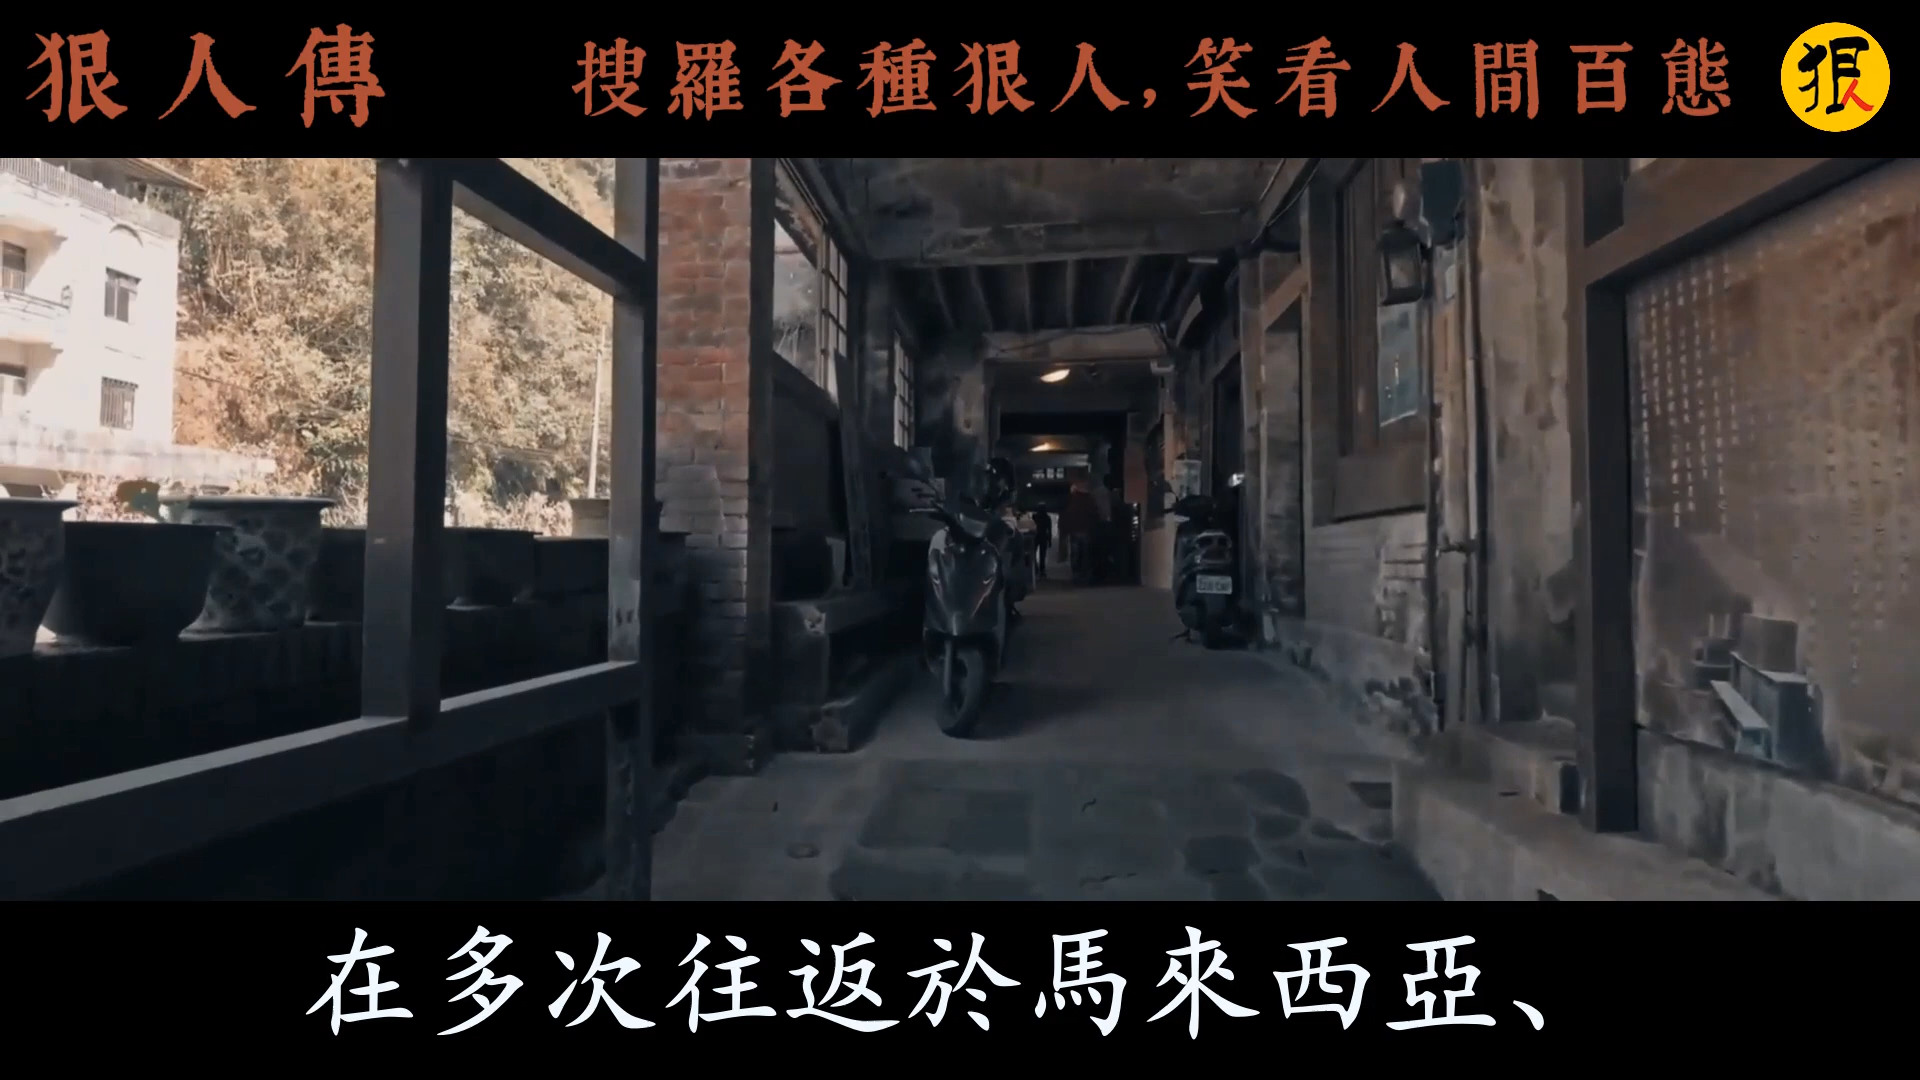 狠人傳
搜羅各種狠人,笑看人間百態
狠人
在多次往返於馬來西亞、